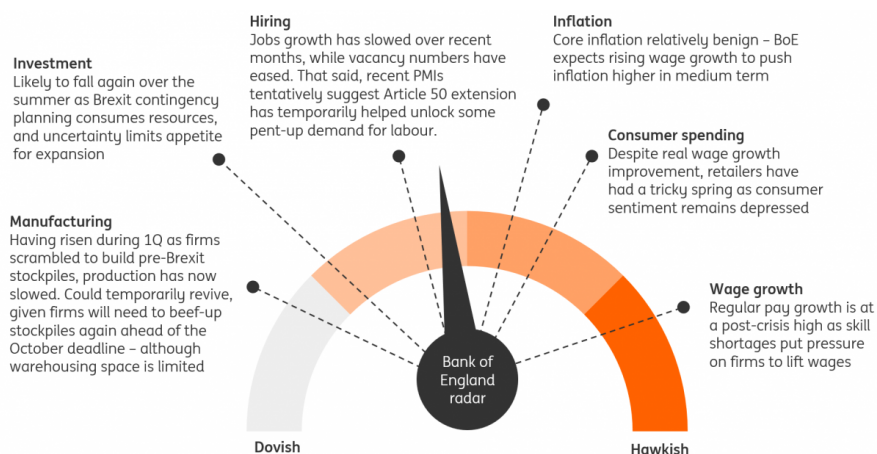 Investment
Likely to fall again over the
summer as Brexit contingency
planning consumes resources,
and uncertainty limits appetite
for expansion
Manufacturing
Having risen during 1Q as firms
scrambled to build pre-Brexit
stockpiles, production has now
slowed. Could temporarily revive,
given firms will need to beef-up
stockpiles again ahead of the
October deadline – although
warehousing space is limited
Hiring
Jobs growth has slowed over recent
months, while vacancy numbers have
eased. That said, recent PMIs
tentatively suggest Article 50 extension
has temporarily helped unlock some
pent-up demand for labour.
Inflation
Core inflation relatively benign – BoE
expects rising wage growth to push
inflation higher in medium term
Consumer spending
Despite real wage growth
improvement, retailers have
had a tricky spring as consumer
sentiment remains depressed
Wage growth
Regular pay growth is at
a post-crisis high as skill
shortages put pressure
on firms to lift wages
Bank of
England
radar
Dovish
Hawkish